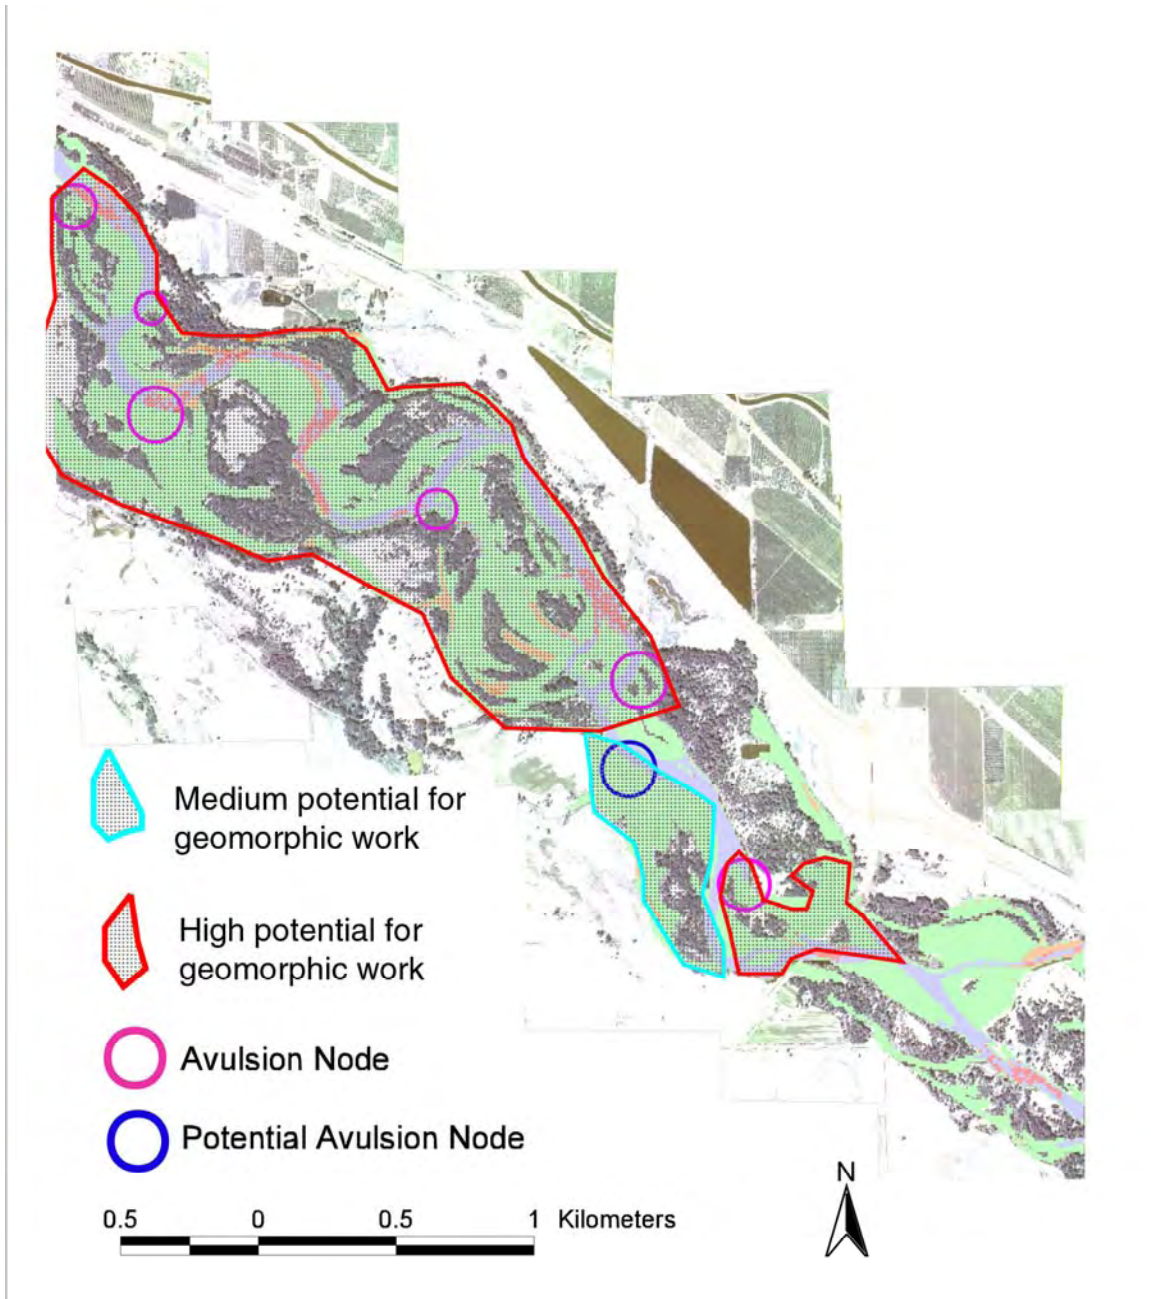 Medium potential for
geomorphic work
High potential for
geomorphic work
Avulsion Node
Potential Avulsion Node
N
0.5 0 0.5 1 Kilometers